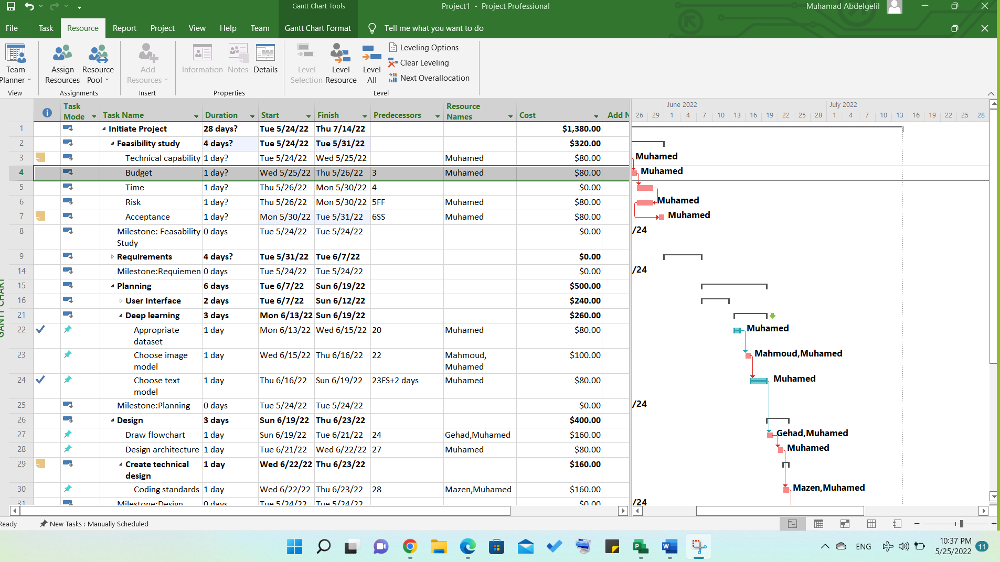 Gantt Chart Tools
Project1 - Project Professional
Muhamad Abdelgelil
File
Task
Resource
Report
Project
View
Help
Team
Gantt Chart Format
Tell me what you want to do
Team Planner
Assign Resources
Resource Pool
Add Resources
Information
Notes
Details
Level Selection
Level Resource
Level All
Leveling Options
Clear Leveling
Next Overallocation
View
Assignments
Insert
Properties
Level
Task Mode
Task Name
Duration
Start
Finish
Predecessors
Resource Names
Cost
Add N
June 2022
July 2022
26 29 1 4 7 10 13 16 19 22 25 28 1 4 7 10 13 16 19 22 25 28
1 Initiate Project 28 days? Tue 5/24/22 Thu 7/14/22 $1,380.00
2 Feasibility study 4 days? Tue 5/24/22 Tue 5/31/22 $320.00
3 Technical capability 1 day? Tue 5/24/22 Wed 5/25/22 Muhamed $80.00 Muhamed
4 Budget 1 day? Wed 5/25/22 Thu 5/26/22 3 Muhamed $80.00 Muhamed
5 Time 1 day? Thu 5/26/22 Mon 5/30/22 4 $0.00
6 Risk 1 day? Thu 5/26/22 Mon 5/30/22 5FF Muhamed $80.00 Muhamed
7 Acceptance 1 day? Mon 5/30/22 Tue 5/31/22 6SS Muhamed $80.00 Muhamed
8 Milestone: Feasability Study 0 days Tue 5/24/22 Tue 5/24/22 $0.00 /24
9 Requirements 4 days? Tue 5/31/22 Tue 6/7/22 $0.00
14 Milestone:Requiemen 0 days Tue 5/24/22 Tue 5/24/22 $0.00 /24
15 Planning 6 days Tue 6/7/22 Sun 6/19/22 $500.00
16 User Interface 2 days Tue 6/7/22 Sun 6/12/22 $240.00
21 Deep learning 3 days Mon 6/13/22 Sun 6/19/22 $260.00
22 Appropriate dataset 1 day Mon 6/13/22 Wed 6/15/22 20 Muhamed $80.00 Muhamed
23 Choose image model 1 day Wed 6/15/22 Thu 6/16/22 22 Mahmoud, Muhamed $100.00 Mahmoud,Muhamed
24 Choose text model 1 day Thu 6/16/22 Sun 6/19/22 23FS+2 days Muhamed $80.00 Muhamed
25 Milestone:Planning 0 days Tue 5/24/22 Tue 5/24/22 $0.00 /24
26 Design 3 days Sun 6/19/22 Thu 6/23/22 $400.00
27 Draw flowchart 1 day Sun 6/19/22 Tue 6/21/22 24 Gehad,Muhamed $160.00 Gehad,Muhamed
28 Design architecture 1 day Tue 6/21/22 Wed 6/22/22 27 Muhamed $80.00 Muhamed
29 Create technical design 1 day Wed 6/22/22 Thu 6/23/22 $160.00
30 Coding standards 1 day Wed 6/22/22 Thu 6/23/22 28 Mazen,Muhamed $160.00 Mazen,Muhamed
31 Milestone:Design 0 days Tue 5/24/22 Tue 5/24/22 $0.00 /24
GANTT CHART
Ready
New Tasks : Manually Scheduled
ENG
10:37 PM
5/25/2022
11